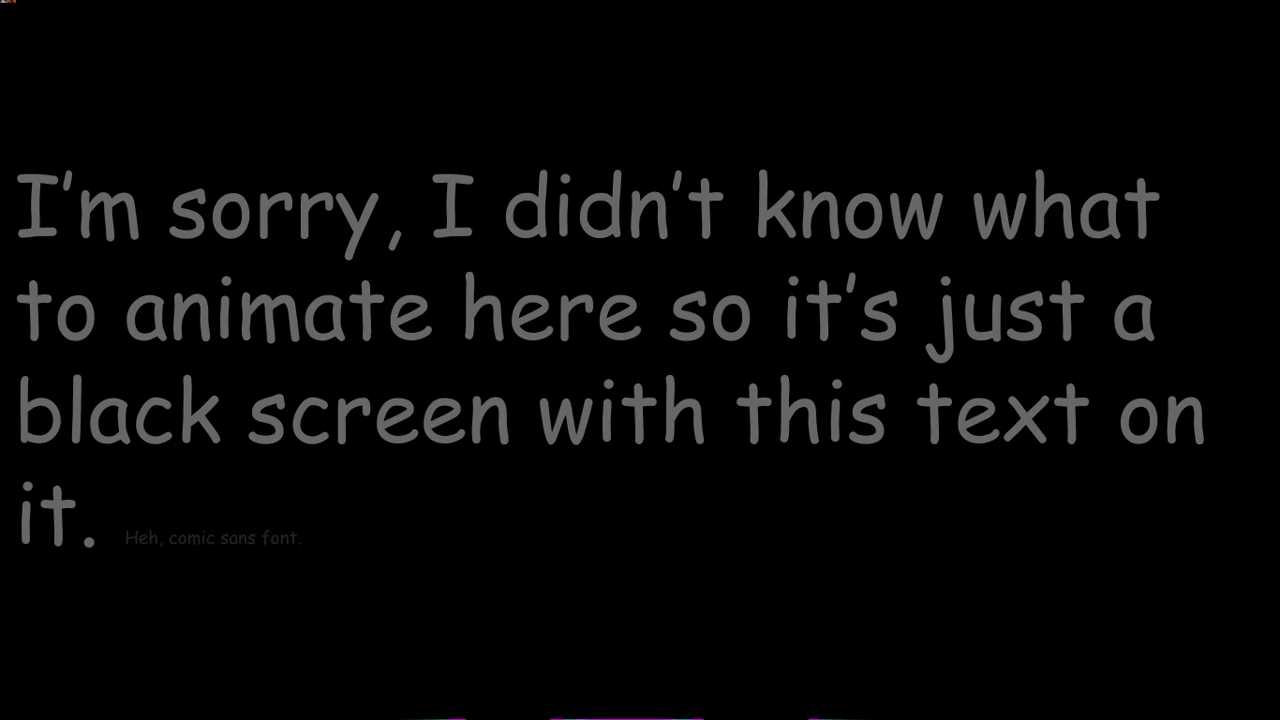 I’m sorry, I didn’t know what
to animate here so it’s just a
black screen with this text on
it. Heh, comic sans font.